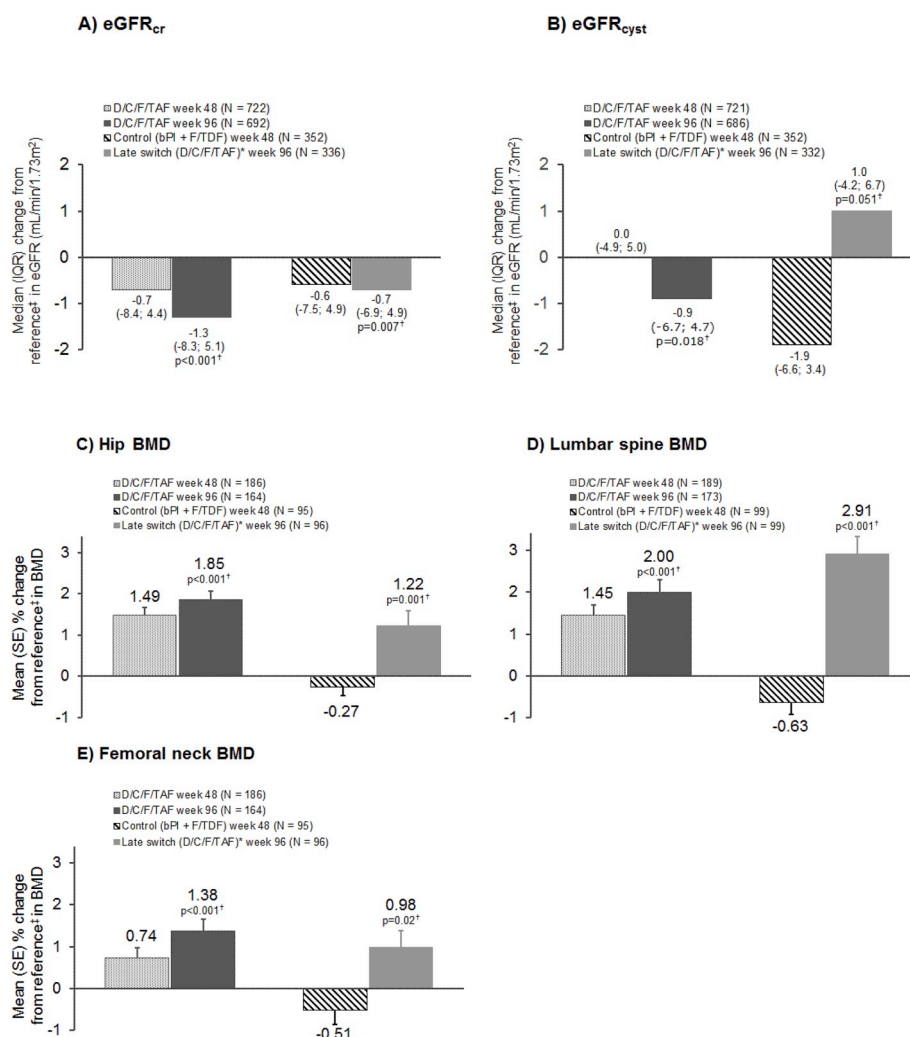 A) eGFRcr
D/C/F/TAF week 48 (N = 722)
D/C/F/TAF week 96 (N = 692)
Control (bPI + F/TDF) week 48 (N = 352)
Late switch (D/C/F/TAF)* week 96 (N = 336)
Median (IQR) change from
reference‡ in eGFR (mL/min/1.73m²)
2
1
0
-1
-2
-0.7
(-8.4; 4.4)
-1.3
(-8.3; 5.1)
p<0.001†
-0.6
(-7.5; 4.9)
-0.7
(-6.9; 4.9)
p=0.007†
B) eGFRcyst
D/C/F/TAF week 48 (N = 721)
D/C/F/TAF week 96 (N = 686)
Control (bPI + F/TDF) week 48 (N = 352)
Late switch (D/C/F/TAF)* week 96 (N = 332)
Median (IQR) change from
reference‡ in eGFR (mL/min/1.73m²)
2
1
0
-1
-2
0.0
(-4.9; 5.0)
-0.9
(-6.7; 4.7)
p=0.018†
-1.9
(-6.6; 3.4)
1.0
(-4.2; 6.7)
p=0.051†
C) Hip BMD
D/C/F/TAF week 48 (N = 186)
D/C/F/TAF week 96 (N = 164)
Control (bPI + F/TDF) week 48 (N = 95)
Late switch (D/C/F/TAF)* week 96 (N = 96)
Mean (SE) % change
from reference‡ in BMD
3
2
1
0
-1
1.49
1.85
p<0.001†
-0.27
1.22
p=0.001†
D) Lumbar spine BMD
D/C/F/TAF week 48 (N = 189)
D/C/F/TAF week 96 (N = 173)
Control (bPI + F/TDF) week 48 (N = 99)
Late switch (D/C/F/TAF)* week 96 (N = 99)
3
2
1
0
-1
1.45
2.00
p<0.001†
-0.63
2.91
p<0.001†
E) Femoral neck BMD
D/C/F/TAF week 48 (N = 186)
D/C/F/TAF week 96 (N = 164)
Control (bPI + F/TDF) week 48 (N = 95)
Late switch (D/C/F/TAF)* week 96 (N = 96)
Mean (SE) % change
from reference‡ in BMD
3
2
1
0
-1
0.74
1.38
p<0.001†
-0.51
0.98
p=0.02†